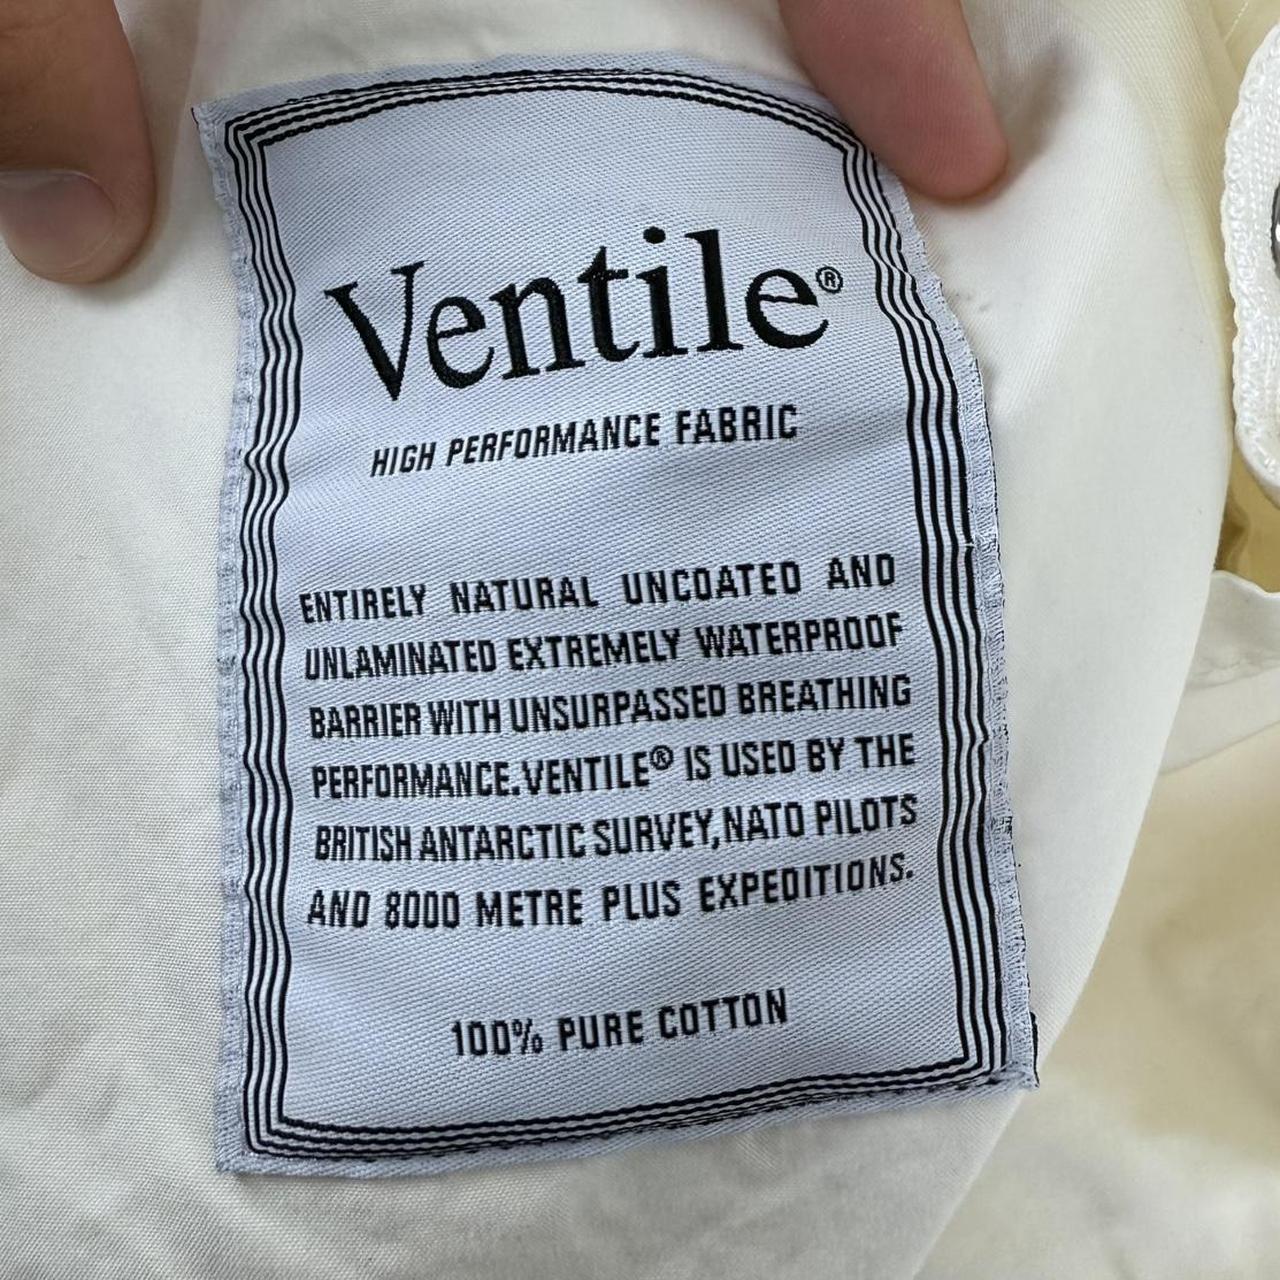 Ventile®
HIGH PERFORMANCE FABRIC
ENTIRELY NATURAL UNCOATED AND
UNLAMINATED EXTREMELY WATERPROOF
BARRIER WITH UNSURPASSED BREATHING
PERFORMANCE.VENTILE® IS USED BY THE
BRITISH ANTARCTIC SURVEY,NATO PILOTS
AND 8000 METRE PLUS EXPEDITIONS.
100% PURE COTTON